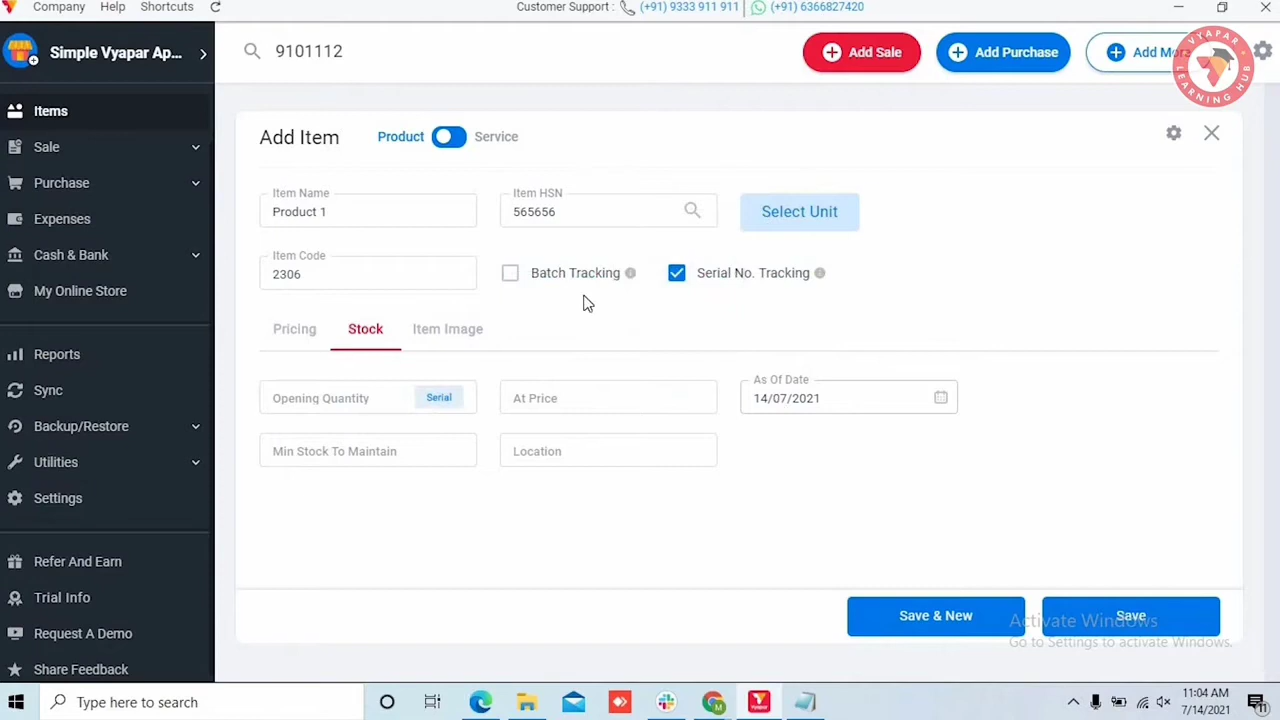 Company Help Shortcuts
Customer Support : (+91) 9333 911 911 | (+91) 6366827420
Simple Vyapar Ap...
9101112
Add Sale
Add Purchase
Add More
VYAPAR LEARNING HUB
Items
Sale
Purchase
Expenses
Cash & Bank
My Online Store
Reports
Sync
Backup/Restore
Utilities
Settings
Refer And Earn
Trial Info
Request A Demo
Share Feedback
Add Item
Product Service
Item Name
Product 1
Item HSN
565656
Select Unit
Item Code
2306
Batch Tracking
Serial No. Tracking
Pricing Stock Item Image
Opening Quantity Serial
At Price
As Of Date
14/07/2021
Min Stock To Maintain
Location
Save & New
Save
Activate Windows
Go to Settings to activate Windows.
Type here to search
11:04 AM
7/14/2021